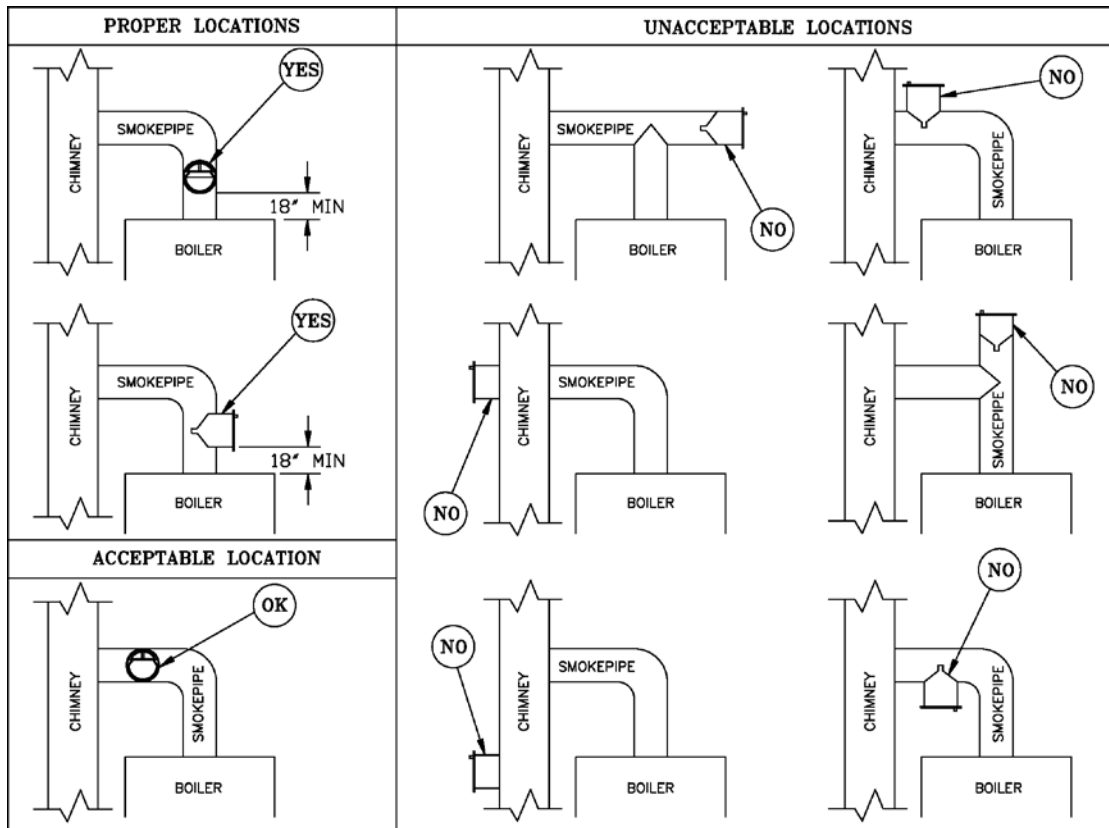 PROPER LOCATIONS
YES
CHIMNEY
SMOKEPIPE
18" MIN
BOILER
YES
CHIMNEY
SMOKEPIPE
18" MIN
BOILER
ACCEPTABLE LOCATION
OK
CHIMNEY
SMOKEPIPE
BOILER
UNACCEPTABLE LOCATIONS
CHIMNEY
SMOKEPIPE
NO
BOILER
NO
CHIMNEY
SMOKEPIPE
BOILER
CHIMNEY
SMOKEPIPE
NO
BOILER
CHIMNEY
SMOKEPIPE
NO
BOILER
NO
CHIMNEY
SMOKEPIPE
BOILER
NO
CHIMNEY
SMOKEPIPE
BOILER